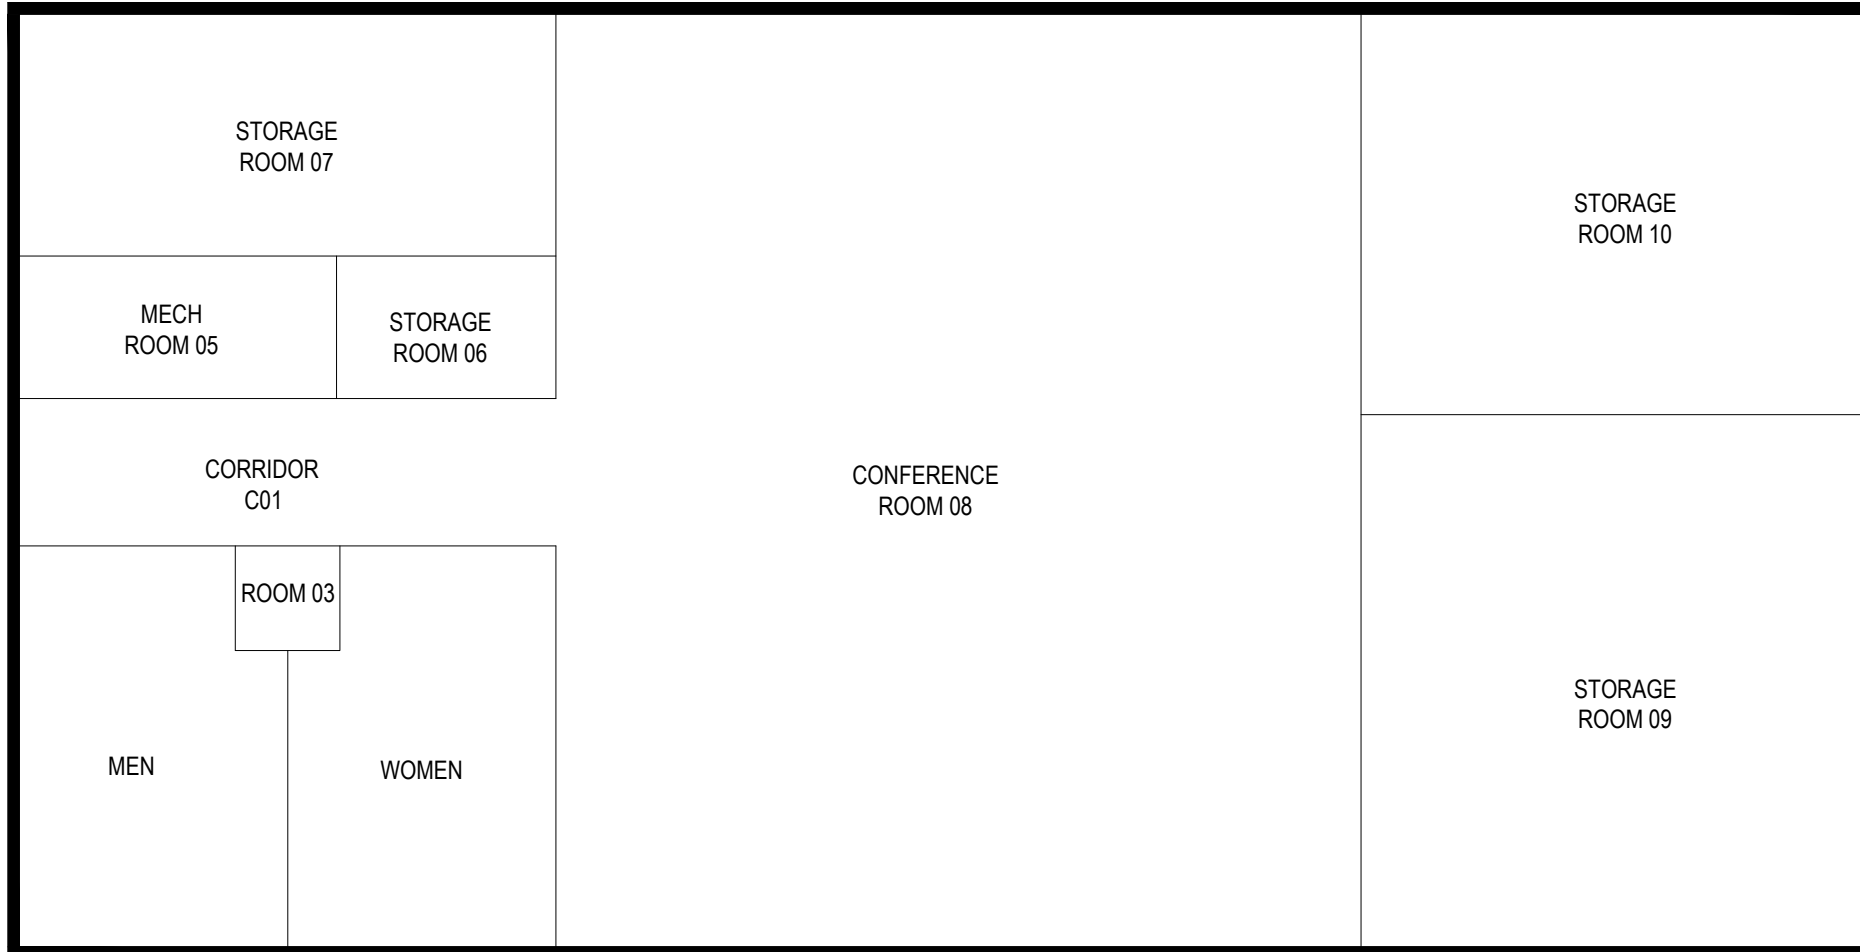 STORAGE
ROOM 07
STORAGE
ROOM 10
MECH
ROOM 05
STORAGE
ROOM 06
CORRIDOR
C01
CONFERENCE
ROOM 08
ROOM 03
STORAGE
ROOM 09
MEN
WOMEN